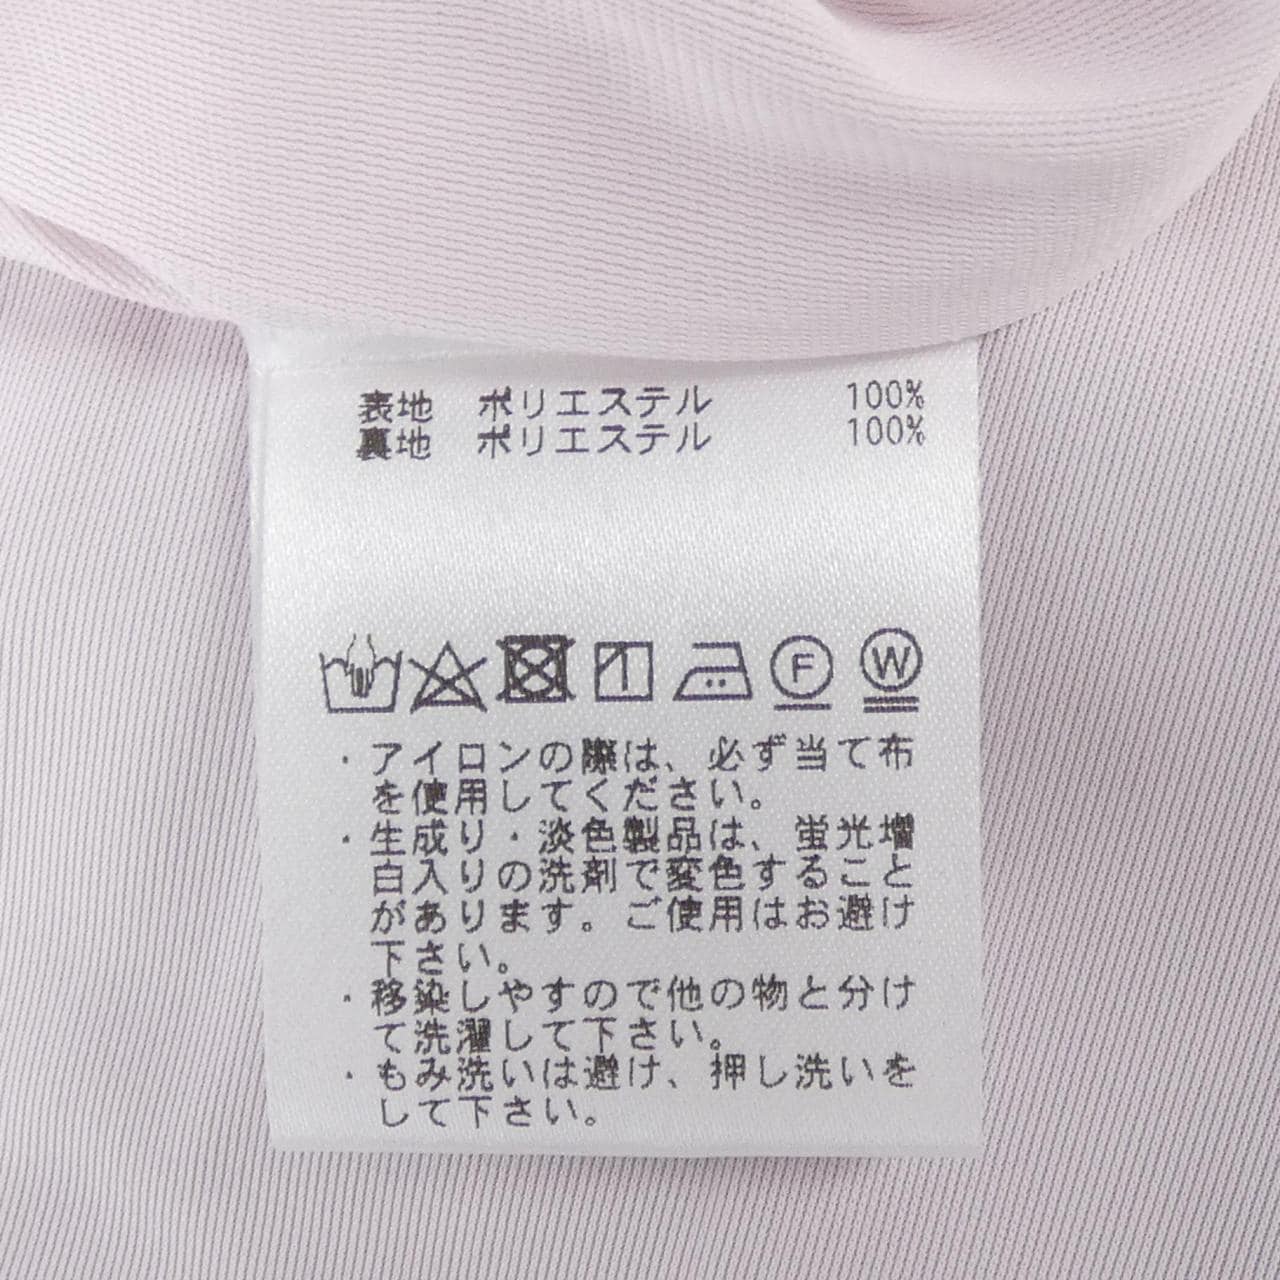 表地 ポリエステル 100%
裏地 ポリエステル 100%
F W
・アイロンの際は、必ず当て布
を使用してください。
・生成り・淡色製品は、蛍光増
白入りの洗剤で変色すること
があります。ご使用はお避け
下さい。
・移染しやすので他の物と分け
て洗濯して下さい。
・もみ洗いは避け、押し洗いを
して下さい。